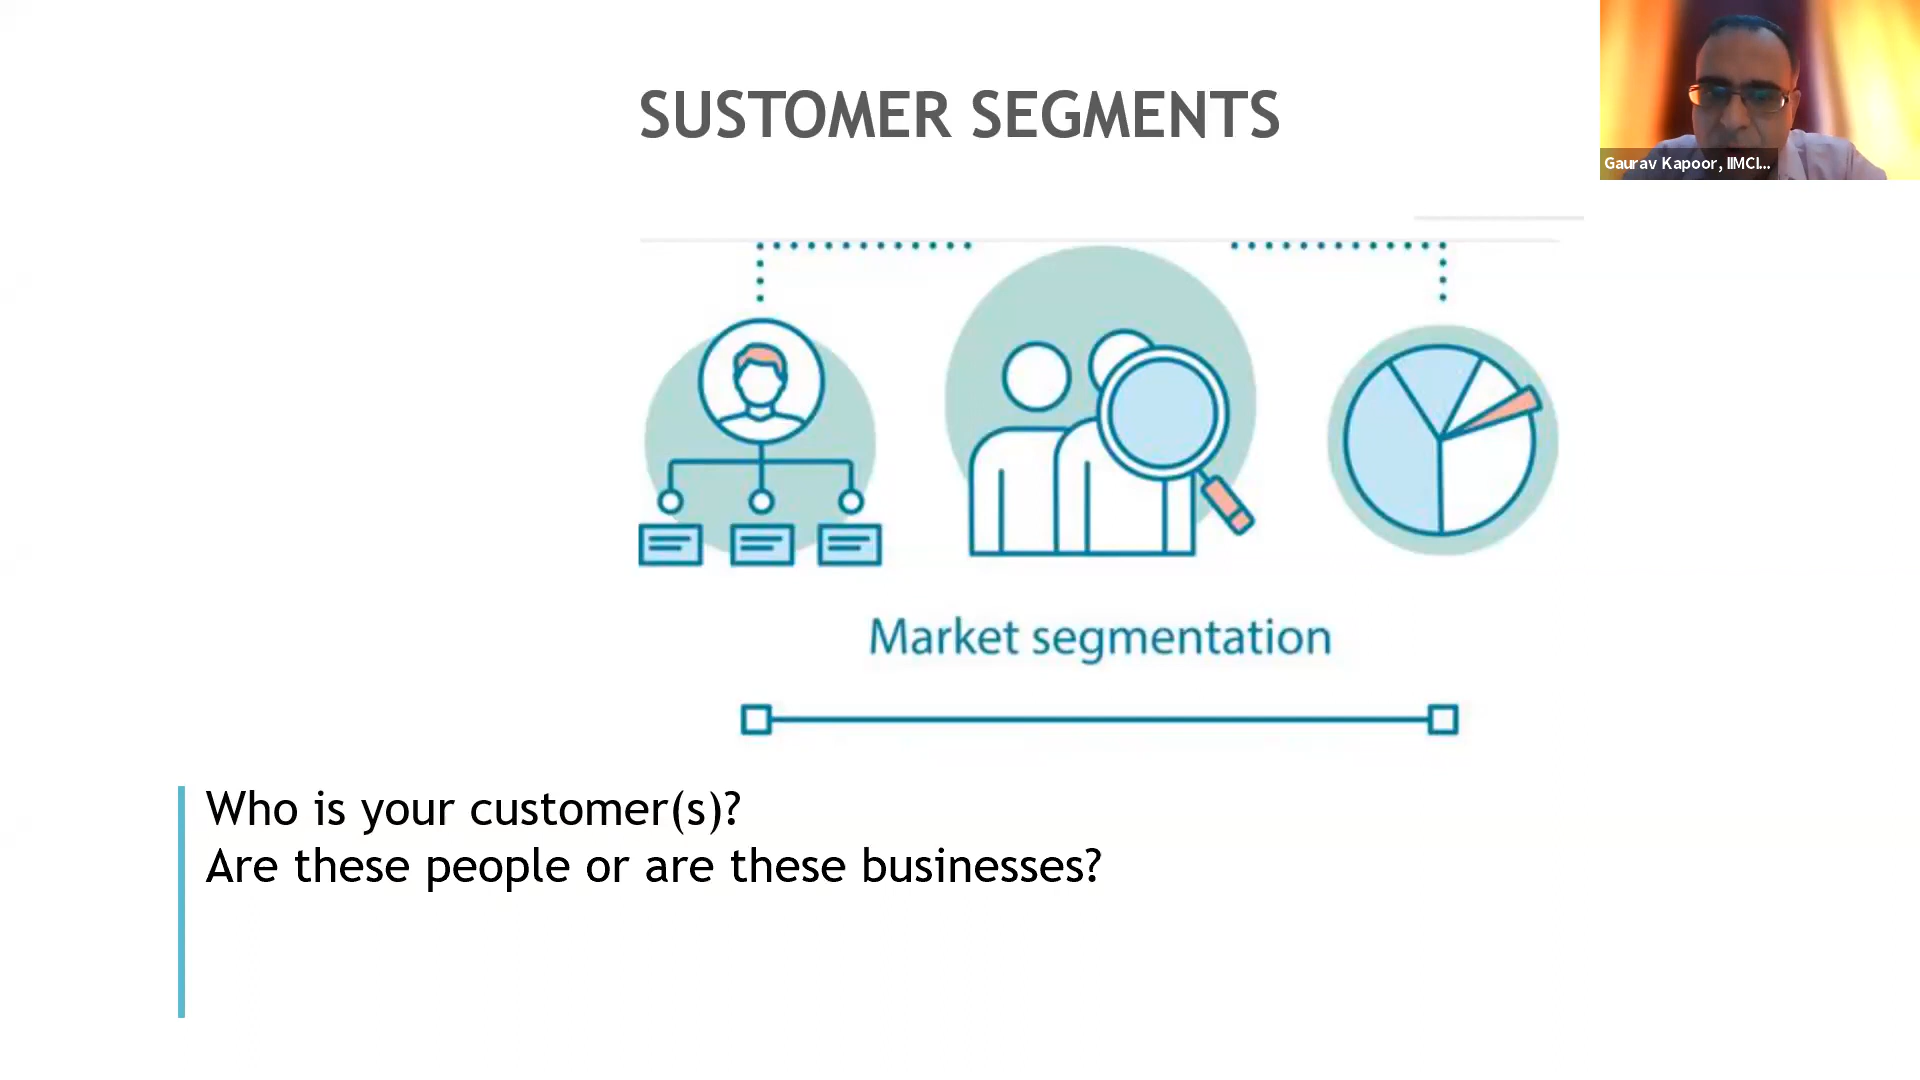 SUSTOMER SEGMENTS
Gaurav Kapoor, IIMCI...
Market segmentation
Who is your customer(s)?
Are these people or are these businesses?